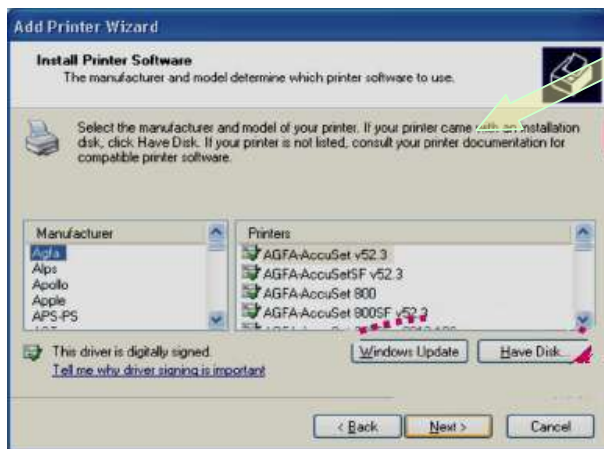 Add Printer Wizard
Install Printer Software
The manufacturer and model determine which printer software to use.
Select the manufacturer and model of your printer. If your printer came with an installation
disk, click Have Disk. If your printer is not listed, consult your printer documentation for
compatible printer software.
Manufacturer
Agfa
Alps
Apollo
Apple
APS-PS
Printers
AGFA-AccuSet v52.3
AGFA-AccuSetSF v52.3
AGFA-AccuSet 800
AGFA-AccuSet 800SF v52.3
This driver is digitally signed.
Tell me why driver signing is important
Windows Update
Have Disk...
< Back
Next >
Cancel